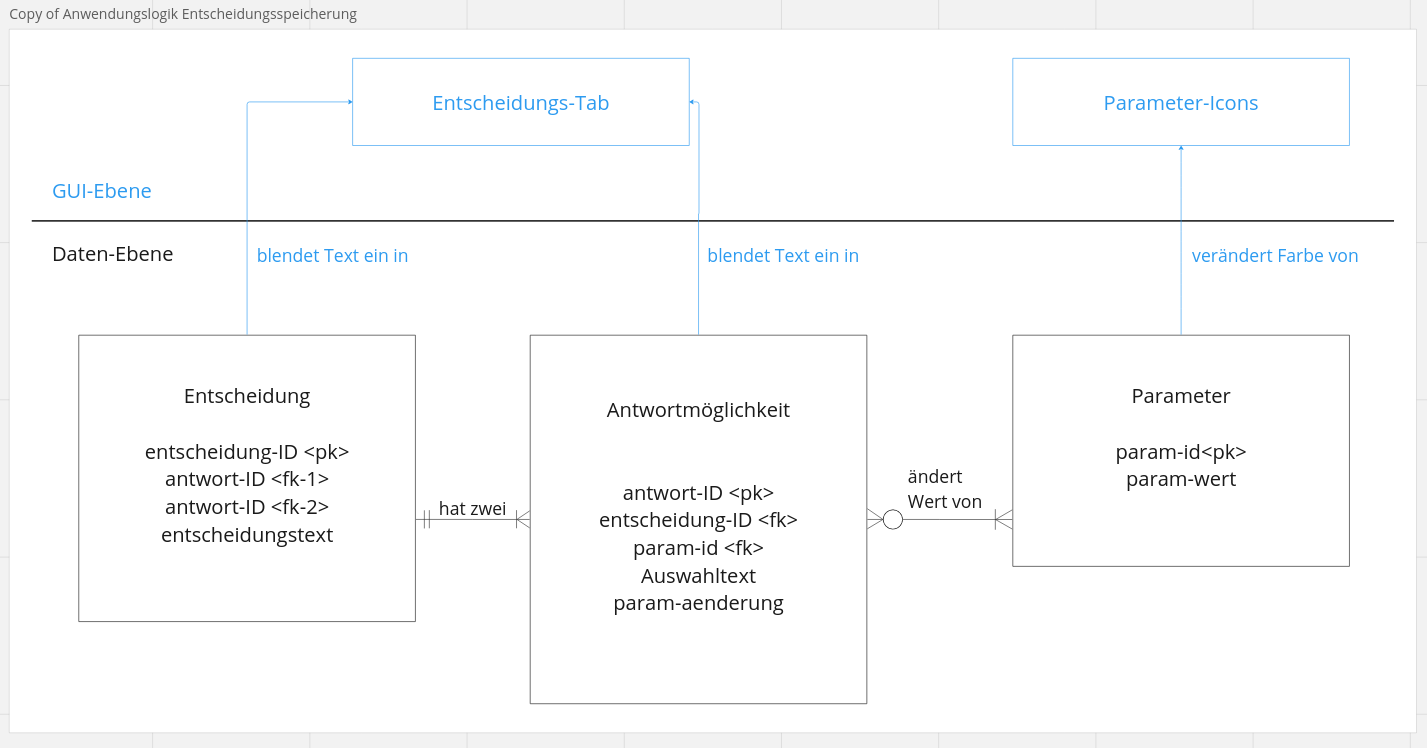 Copy of Anwendungslogik Entscheidungsspeicherung
Entscheidungs-Tab
Parameter-Icons
GUI-Ebene
Daten-Ebene
blendet Text ein in
blendet Text ein in
verändert Farbe von
Entscheidung
entscheidung-ID <pk>
antwort-ID <fk-1>
antwort-ID <fk-2>
entscheidungstext
hat zwei
Antwortmöglichkeit
antwort-ID <pk>
entscheidung-ID <fk>
param-id <fk>
Auswahltext
param-aenderung
ändert
Wert von
Parameter
param-id<pk>
param-wert